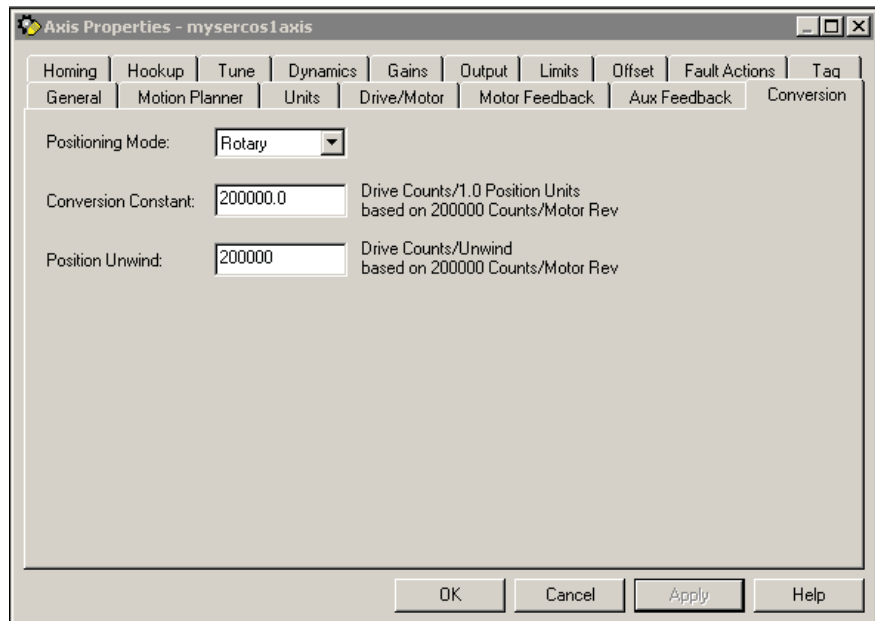 Axis Properties - mysercos1axis
Homing Hookup Tune Dynamics Gains Output Limits Offset Fault Actions Tag
General Motion Planner Units Drive/Motor Motor Feedback Aux Feedback Conversion
Positioning Mode: Rotary
Conversion Constant: 200000.0 Drive Counts/1.0 Position Units
based on 200000 Counts/Motor Rev
Position Unwind: 200000 Drive Counts/Unwind
based on 200000 Counts/Motor Rev
OK Cancel Apply Help